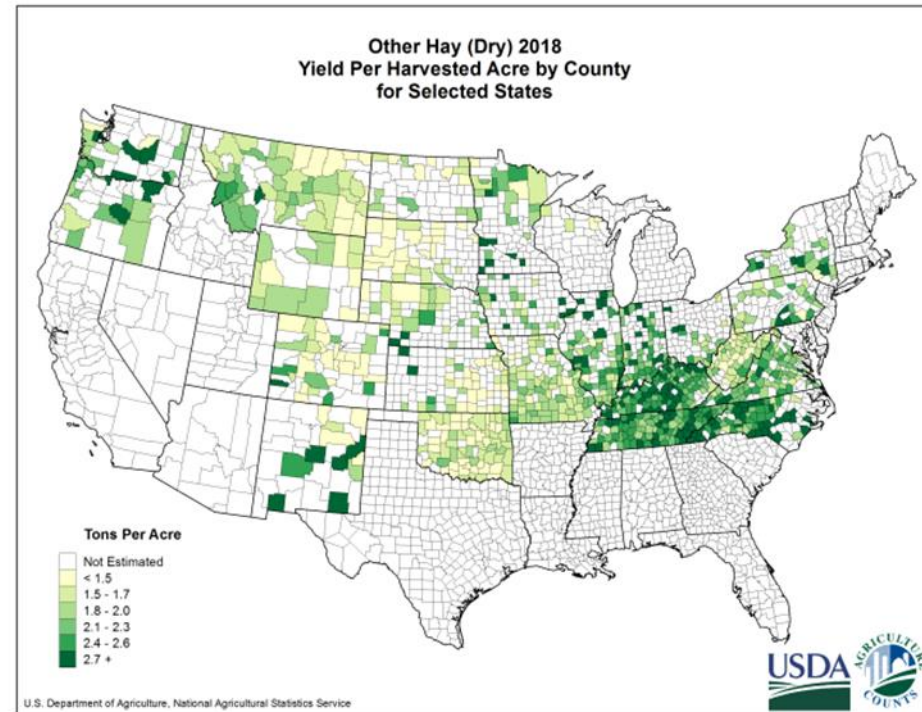 Other Hay (Dry) 2018
Yield Per Harvested Acre by County
for Selected States
Tons Per Acre
Not Estimated
< 1.5
1.5 - 1.7
1.8 - 2.0
2.1 - 2.3
2.4 - 2.6
2.7 +
USDA
AGRICULTURE
COUNTS
U.S. Department of Agriculture, National Agricultural Statistics Service